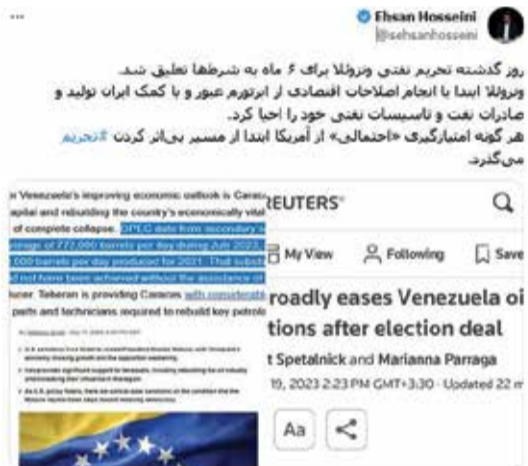 Ehsan Hosseini
@sehsanhosseini
روز گذشته تحریم نفتی ونزوئلا برای ۶ ماه به شرطها تعلیق شد.
ونزوئلا ابتدا با انجام اصلاحات اقتصادی از ابرتورم عبور و با کمک ایران تولید و
صادرات نفت و تاسیسات نفتی خود را احیا کرد.
هر گونه امتیازگیری «احتمالی» از آمریکا ابتدا از مسیر بی‌اثر کردن #تحریم
می‌گذرد.
Venezuela's improving economic outlook is Carac
apital and rebuilding the country's economically vital
of complete collapse. OPEC data from secondary
average of 772,000 barrels per day during July 2023,
,000 barrels per day produced for 2021. That
not have been achieved without the assistance of
ucer. Teheran is providing Caracas with considerable
parts and technicians required to rebuild key petrole
REUTERS
My View
Following
Save
roadly eases Venezuela oi
tions after election deal
t Spetalnick and Marianna Parraga
19, 2023 2:23 PM GMT+3:30 · Updated 22 m
Aa